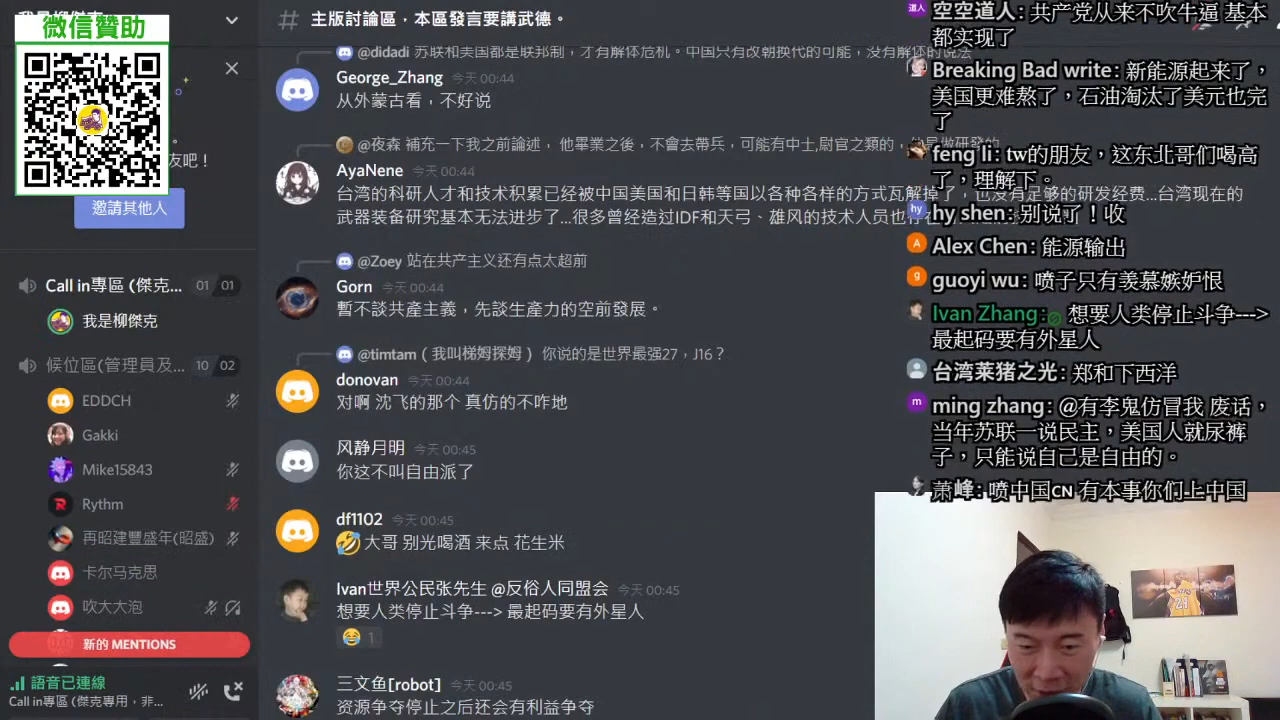 微信贊助
友吧！
邀請其他人
Call in專區 (傑克... 01 01
我是柳傑克
候位區(管理員及... 10 02
EDDCH
Gakki
Mike15843
Rythm
再昭建豐盛年(昭盛)
卡尔马克思
吹大大泡
新的 MENTIONS
語音已連線
Call in專區 (傑克專用，非...
# 主版討論區，本區發言要講武德。
@didadi 苏联和美国都是联邦制，才有解体危机。中国只有改朝换代的可能，没有解体的说法
George_Zhang 今天 00:44
从外蒙古看，不好说
@夜森 補充一下我之前論述， 他畢業之後，不會去帶兵，可能有中士,尉官之類的，
AyaNene 今天 00:44
台湾的科研人才和技术积累已经被中国美国和日韩等国以各种各样的方式瓦解掉了，也没有足够的研发经费...台湾现在的
武器装备研究基本无法进步了...很多曾经造过IDF和天弓、雄风的技术人员也
@Zoey 站在共产主义还有点太超前
Gorn 今天 00:44
暫不談共產主義，先談生產力的空前發展。
@timtam（我叫梯姆探姆） 你说的是世界最强27，J16？
donovan 今天 00:44
对啊 沈飞的那个 真仿的不咋地
风静月明 今天 00:45
你这不叫自由派了
df1102 今天 00:45
🤣 大哥 别光喝酒 来点 花生米
Ivan世界公民张先生 @反俗人同盟会 今天 00:45
想要人类停止斗争---> 最起码要有外星人
😂 1
三文鱼[robot] 今天 00:45
资源争夺停止之后还会有利益争夺
道人 空空道人: 共产党从来不吹牛逼 基本
都实现了
Breaking Bad write: 新能源起来了，
美国更难熬了，石油淘汰了美元也完
了
feng li: tw的朋友，这东北哥们喝高
了，理解下。
hy hy shen: 别说了！收
A Alex Chen: 能源输出
g guoyi wu: 喷子只有羡慕嫉妒恨
Ivan Zhang: 想要人类停止斗争--->
最起码要有外星人
台湾莱猪之光: 郑和下西洋
m ming zhang: @有李鬼仿冒我 废话，
当年苏联一说民主，美国人就尿裤
子，只能说自己是自由的。
萧峰: 喷中国CN 有本事你们上中国